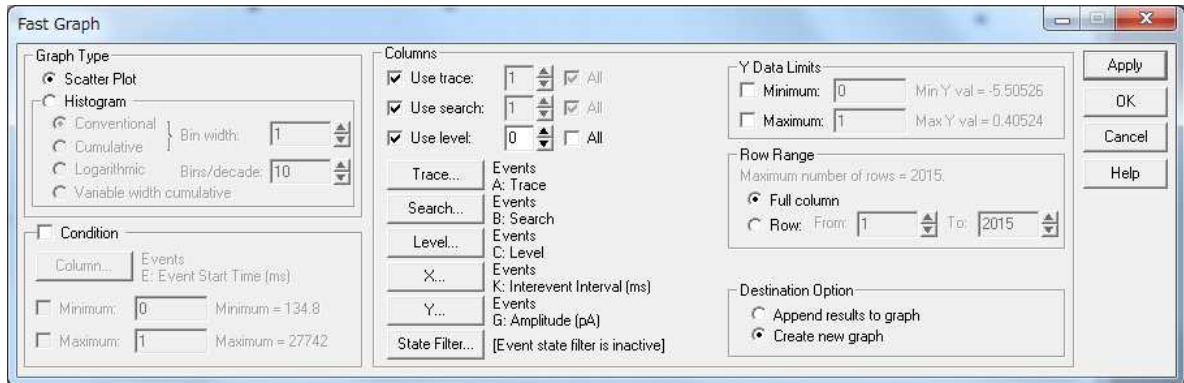 Fast Graph
Graph Type
Scatter Plot
Histogram
Conventional
Cumulative
} Bin width: 1
Logarithmic Bins/decade: 10
Variable width cumulative
Condition
Column... Events
E: Event Start Time (ms)
Minimum: 0 Minimum = 134.8
Maximum: 1 Maximum = 27742
Columns
Use trace: 1 All
Use search: 1 All
Use level: 0 All
Trace... Events
A: Trace
Search... Events
B: Search
Level... Events
C: Level
X... Events
K: Interevent Interval (ms)
Y... Events
G: Amplitude (pA)
State Filter... [Event state filter is inactive]
Y Data Limits
Minimum: 0 Min Y val = -5.50526
Maximum: 1 Max Y val = 0.40524
Row Range
Maximum number of rows = 2015.
Full column
Row: From: 1 To: 2015
Destination Option
Append results to graph
Create new graph
Apply
OK
Cancel
Help